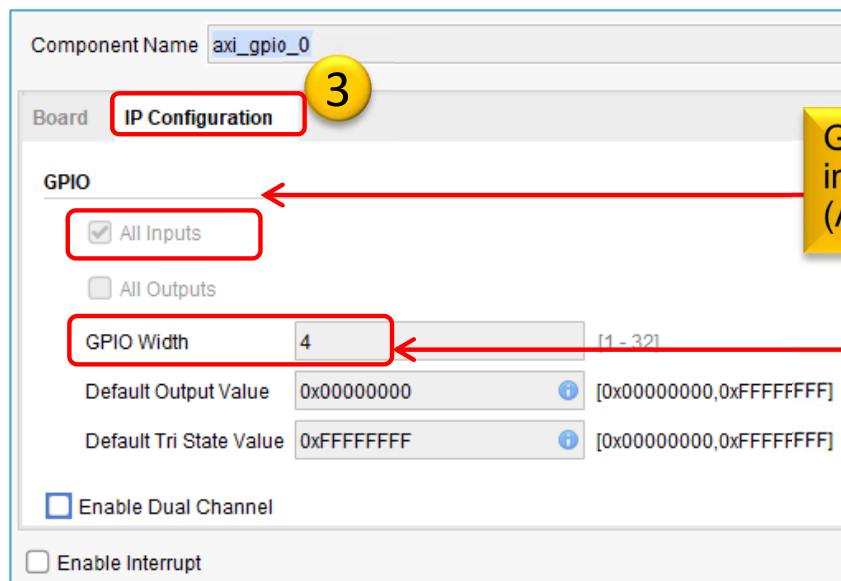 Component Name axi_gpio_0
3
Board IP Configuration
GPIO
All Inputs
All Outputs
GPIO Width 4 [1 - 32]
Default Output Value 0x00000000 [0x00000000,0xFFFFFFFF]
Default Tri State Value 0xFFFFFFFF [0x00000000,0xFFFFFFFF]
Enable Dual Channel
Enable Interrupt